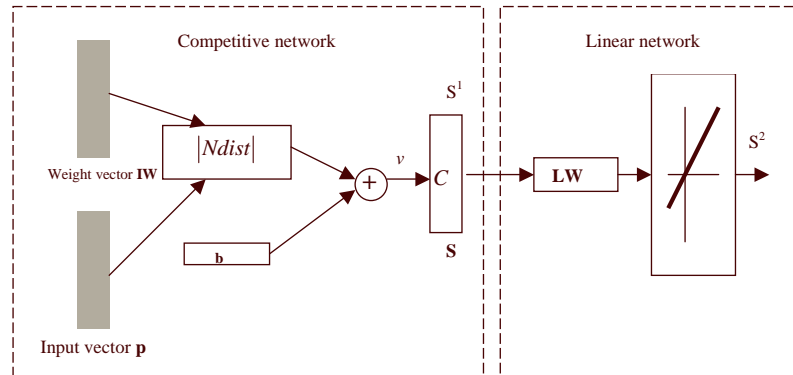 Competitive network
Linear network
S¹
|Ndist|
v
S²
Weight vector IW
+
C
LW
b
S
Input vector p